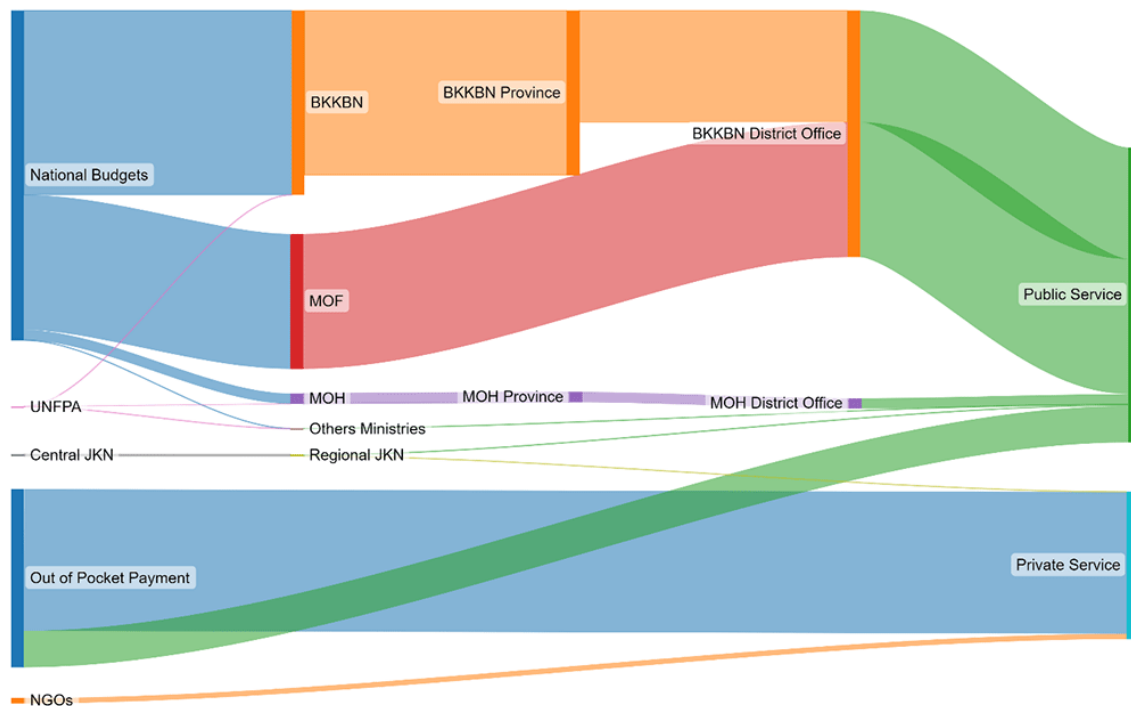 BKKBN Province
BKKBN
BKKBN District Office
National Budgets
Public Service
MOF
MOH Province
MOH
MOH District Office
UNFPA
Others Ministries
Central JKN
Regional JKN
Private Service
Out of Pocket Payment
NGOs